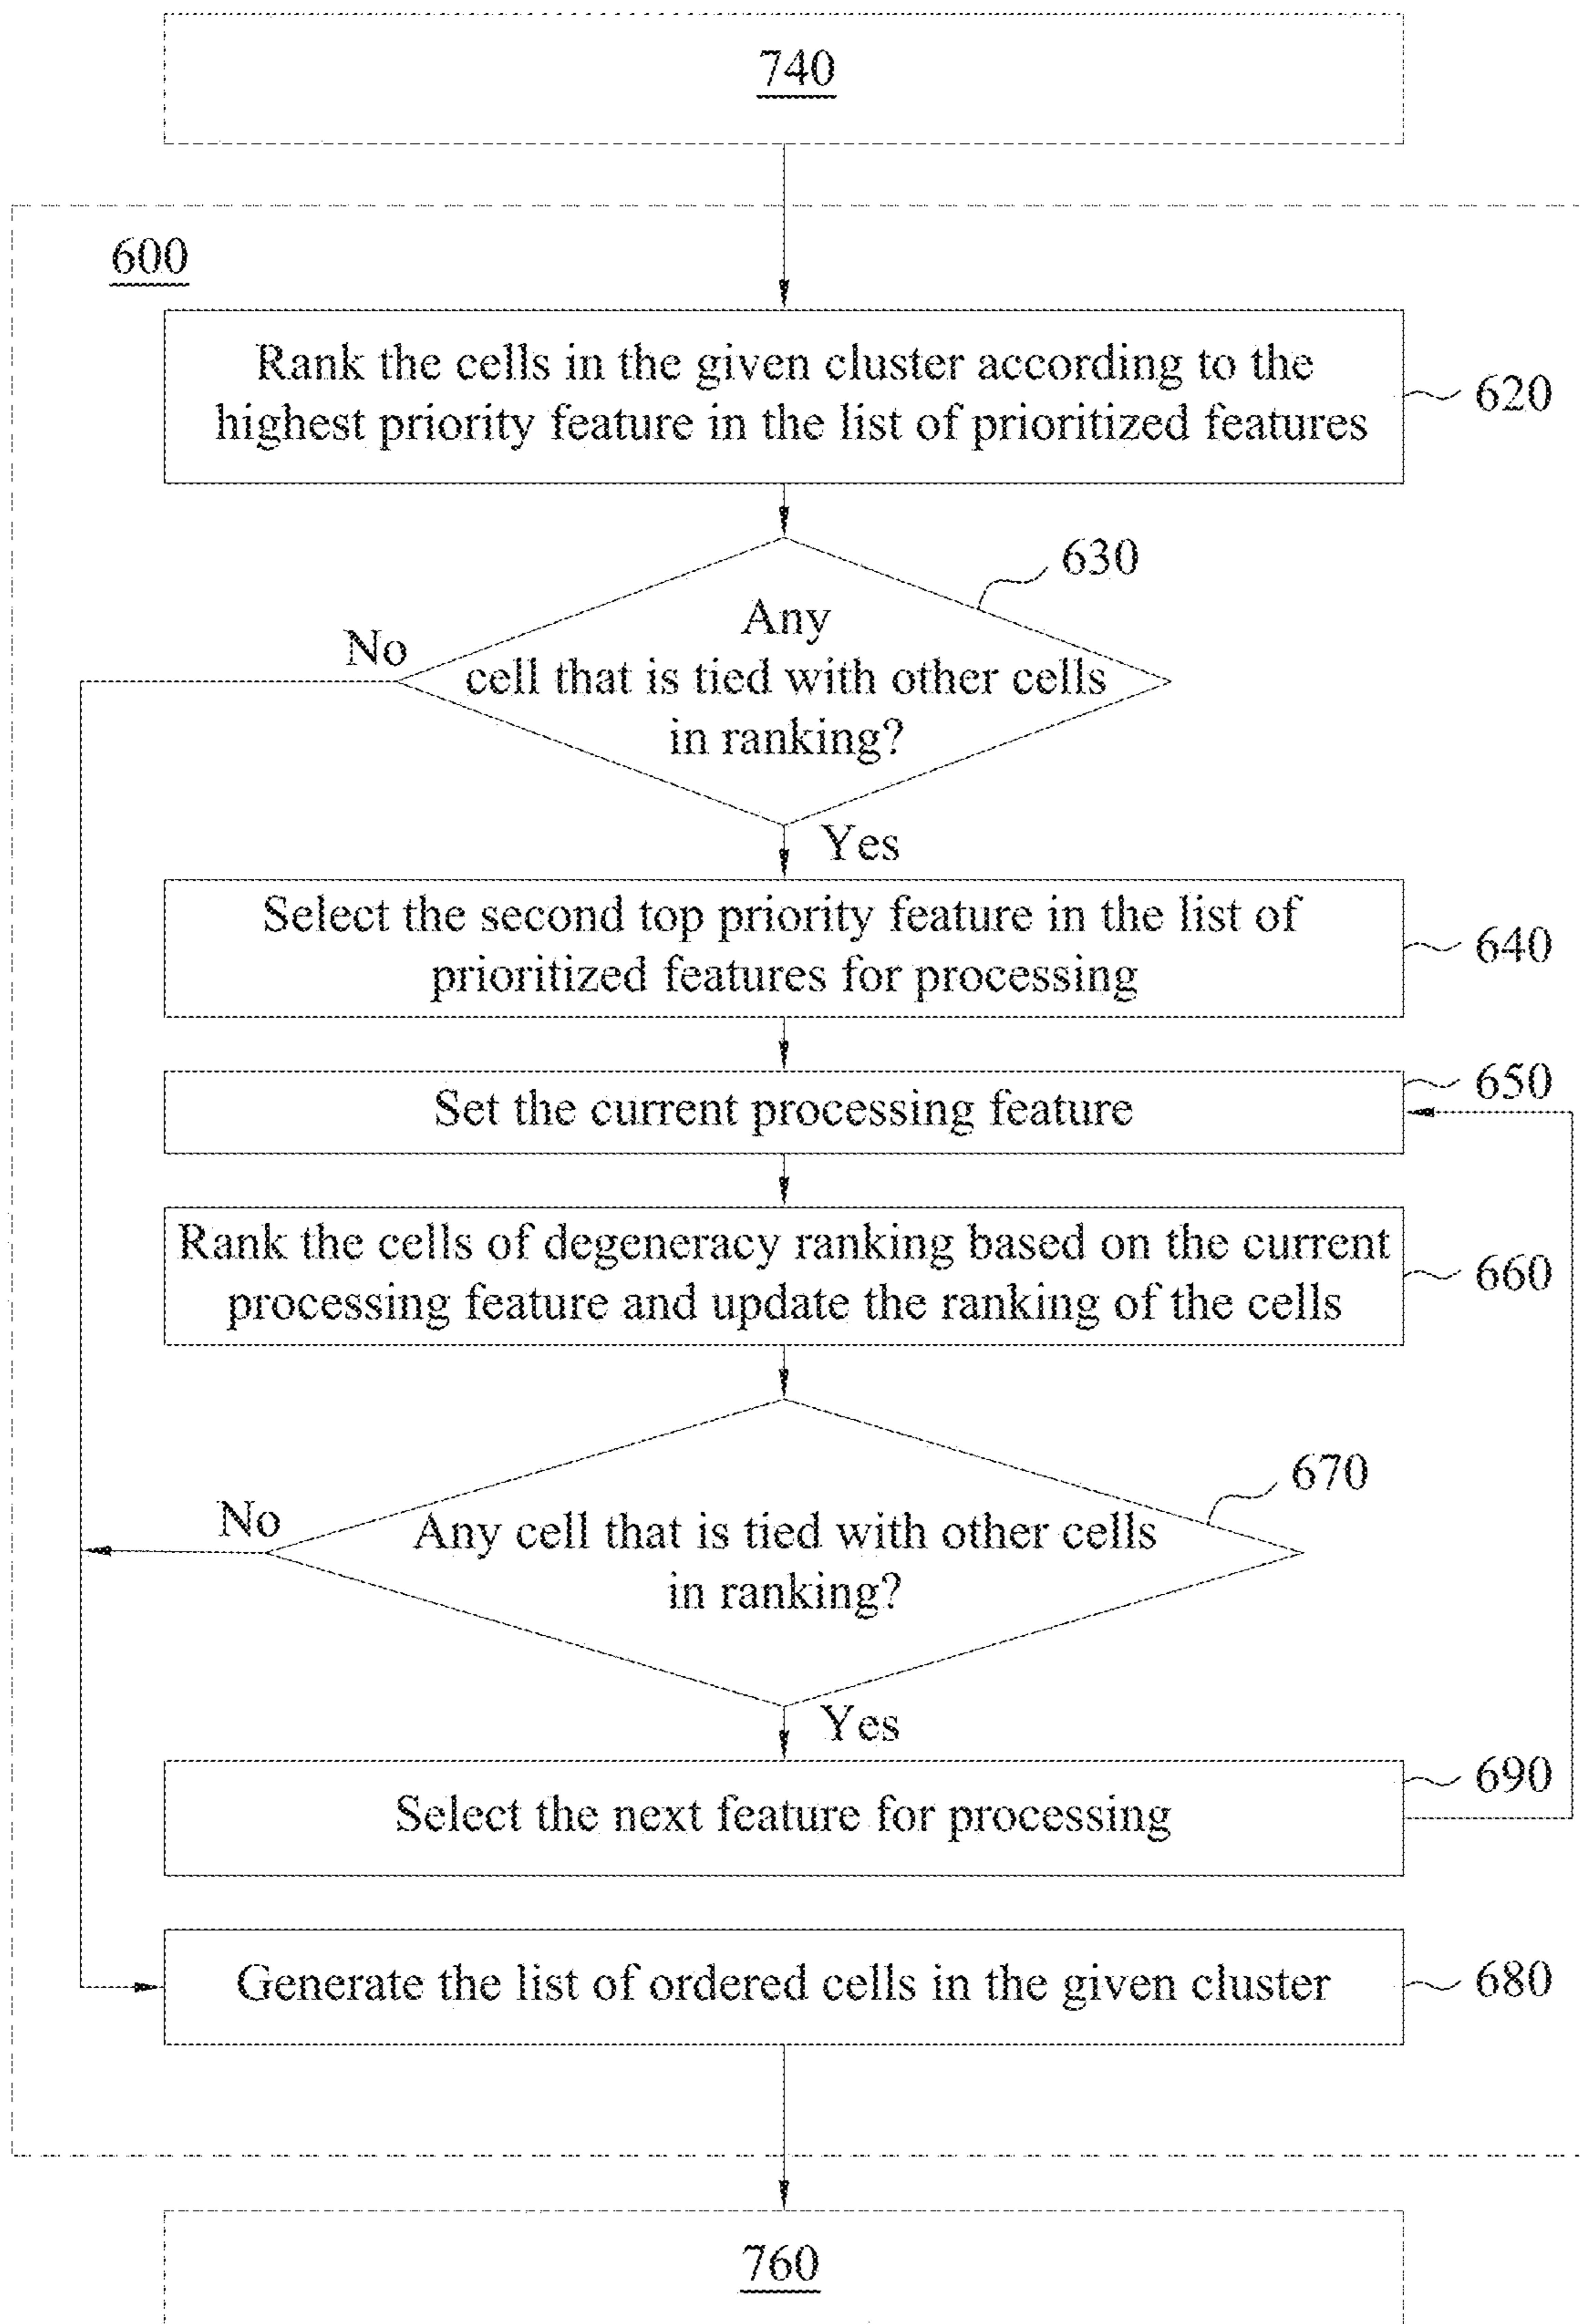 740
600
Rank the cells in the given cluster according to the
highest priority feature in the list of prioritized features
620
630
Any
cell that is tied with other cells
in ranking?
No
Yes
Select the second top priority feature in the list of
prioritized features for processing
640
Set the current processing feature
650
Rank the cells of degeneracy ranking based on the current
processing feature and update the ranking of the cells
660
670
No
Any cell that is tied with other cells
in ranking?
Yes
Select the next feature for processing
690
Generate the list of ordered cells in the given cluster
680
760